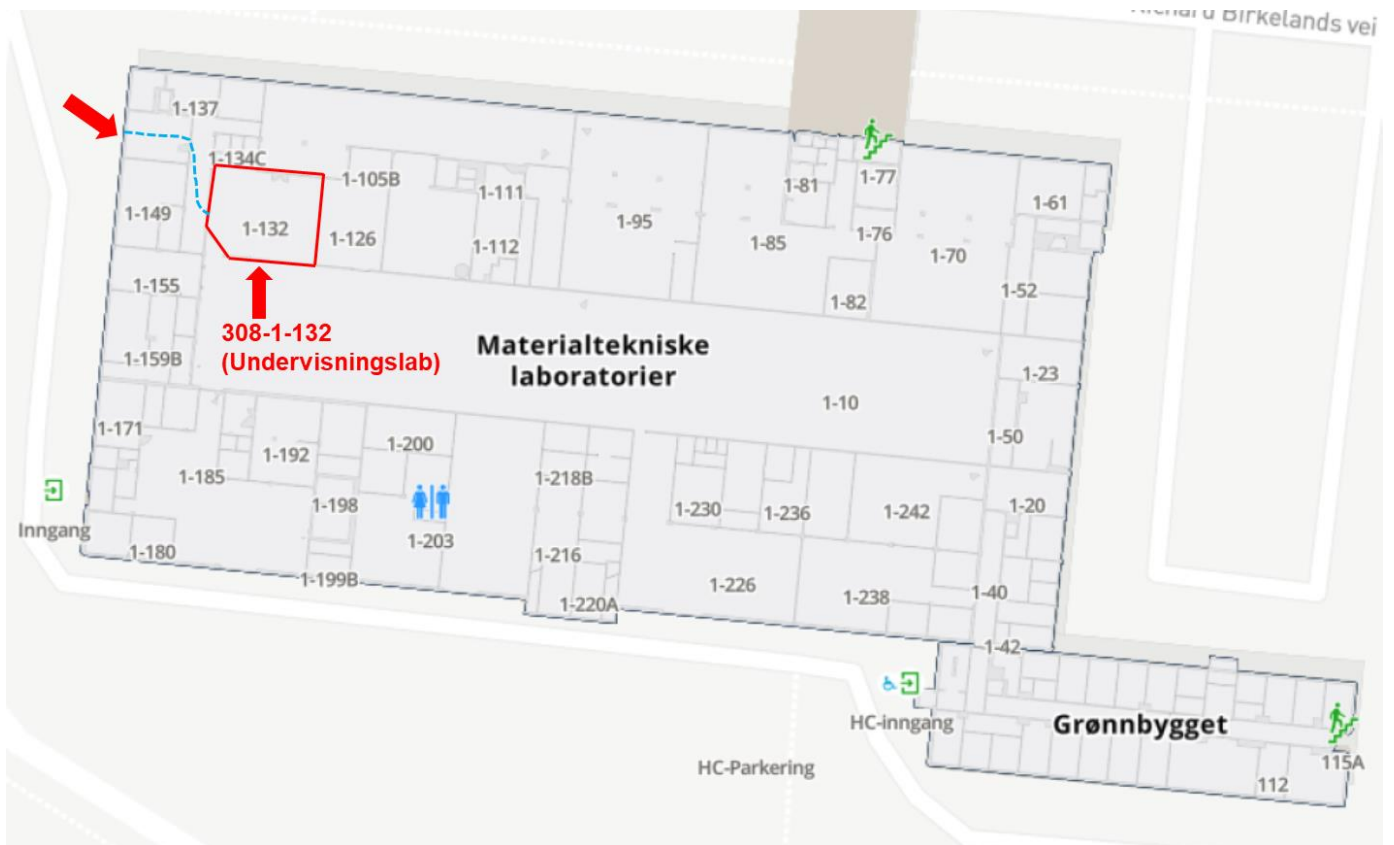 Richard Birkelands vei
1-137
1-134C
1-105B
1-81
1-77
1-111
1-61
1-149
1-132
1-126
1-95
1-76
1-112
1-85
1-70
1-155
1-52
1-82
308-1-132
(Undervisningslab)
Materialtekniske
laboratorier
1-159B
1-23
1-10
1-171
1-50
1-200
1-192
1-185
1-218B
1-198
1-230
1-236
1-242
1-20
Inngang
1-203
1-180
1-216
1-199B
1-226
1-238
1-40
1-220A
1-42
HC-inngang
Grønnbygget
HC-Parkering
115A
112